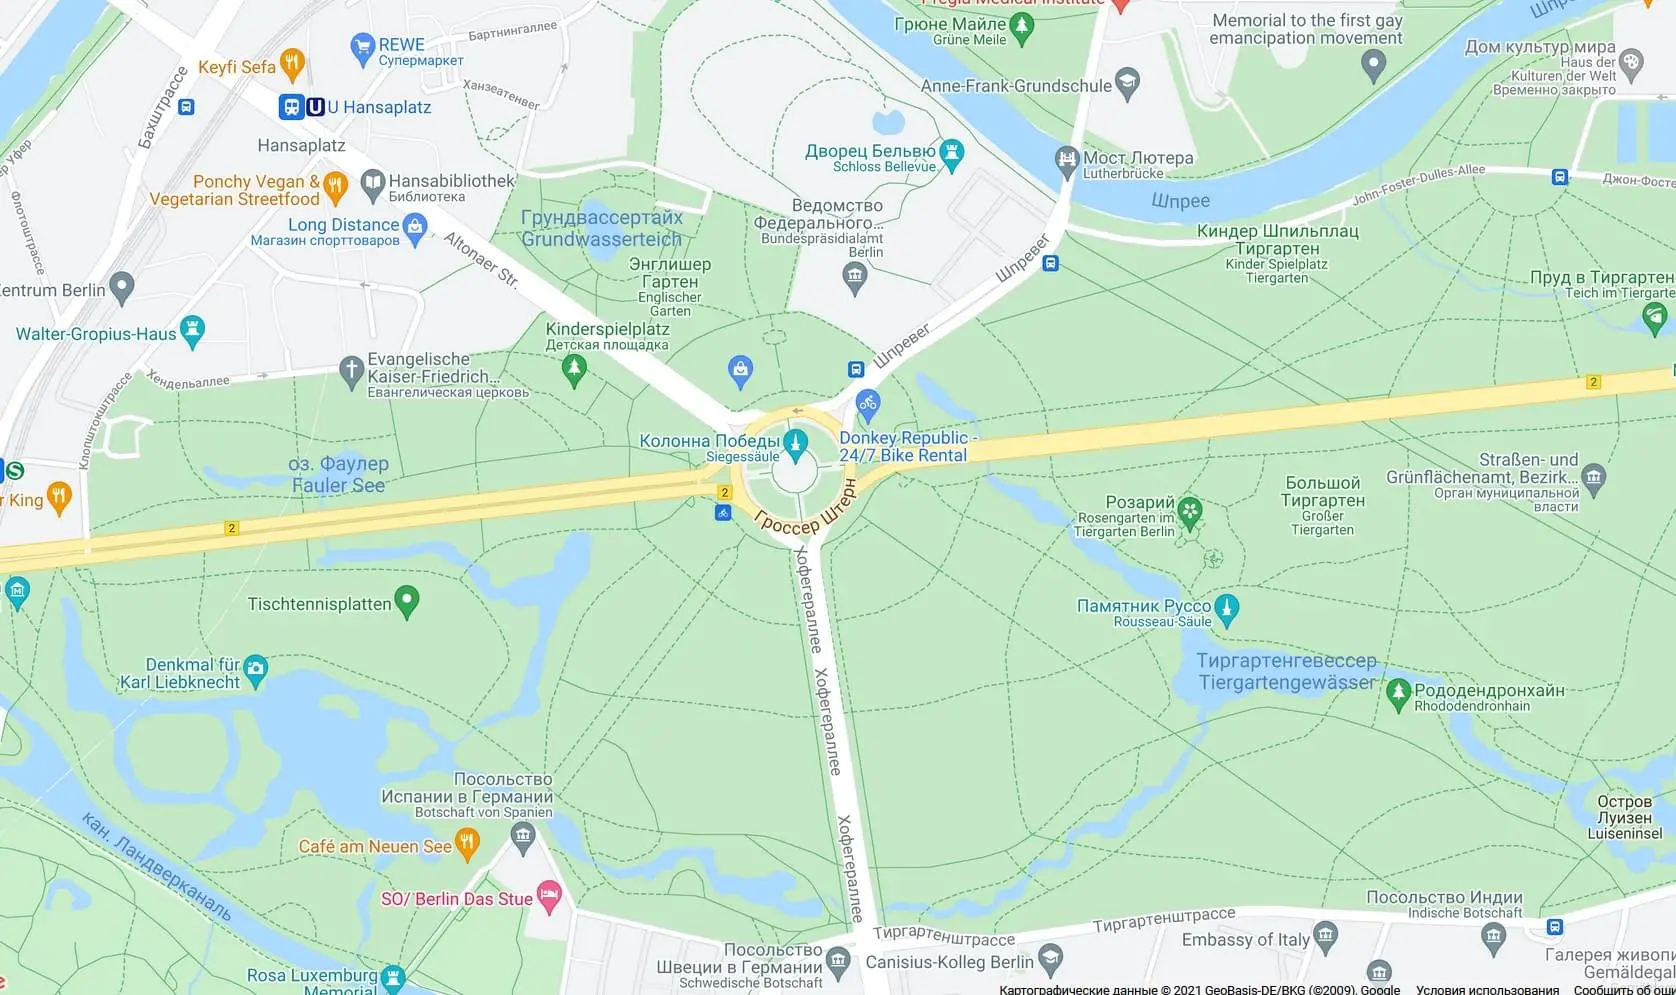 Pregia Medical Institute
Грюне Майле
Grüne Meile
Memorial to the first gay
emancipation movement
Дом культур мира
Haus der
Kulturen der Welt
Временно закрыто
Шпре
Бартнингаллее
REWE
Супермаркет
Keyfi Sefa
Ханзеатенвег
Бахштрассе
U Hansaplatz
U
Hansaplatz
Anne-Frank-Grundschule
Дворец Бельвю
Schloss Bellevue
Мост Лютера
Lutherbrücke
John-Foster-Dulles-Allee
Джон-Фосте
Шпрее
Ponchy Vegan &
Vegetarian Streetfood
Hansabibliothek
Библиотека
Long Distance
Магазин спорттоваров
Флотоштрассе
Altonaer Str.
Грундвассертайх
Grundwasserteich
Ведомство
Федерального...
Bundespräsidialamt
Berlin
Шпревег
Киндер Шпильплац
Тиргартен
Kinder Spielplatz
Tiergarten
Энглишер
Гартен
Englischer
Garten
Пруд в Тиргартен
Teich im Tiergarte
Zentrum Berlin
Walter-Gropius-Haus
Kinderspielplatz
Детская площадка
Шпревег
Evangelische
Kaiser-Friedrich...
Евангелическая церковь
Хендельаллее
Клопштокштрассе
2
Колонна Победы
Siegessäule
Donkey Republic -
24/7 Bike Rental
оз. Фаулер
Fauler See
S
r King
2
2
Гроссер Штерн
Straßen- und
Grünflächenamt, Bezirk...
Орган муниципальной
власти
Большой
Тиргартен
Großer
Tiergarten
Розарий
Rosengarten im
Tiergarten Berlin
Хофегераллее
Tischtennisplatten
Памятник Руссо
Rousseau-Säule
Denkmal für
Karl Liebknecht
Хофегераллее
Тиргартенгевессер
Tiergartengewässer
Рододендронхайн
Rhododendronhain
Посольство
Испании в Германии
Botschaft von Spanien
Остров
Луизен
Luiseninsel
кан. Ландверканаль
Café am Neuen See
Хофегераллее
SO/ Berlin Das Stue
Посольство Индии
Indische Botschaft
Тиргартенштрассе
Тиргартенштрассе
Embassy of Italy
Посольство
Швеции в Германии
Schwedische Botschaft
Canisius-Kolleg Berlin
Галерея живопи
Gemäldegal
Rosa Luxemburg
Memorial
Картографические данные © 2021 GeoBasis-DE/BKG (©2009), Google
Условия использования
Сообщить об оши